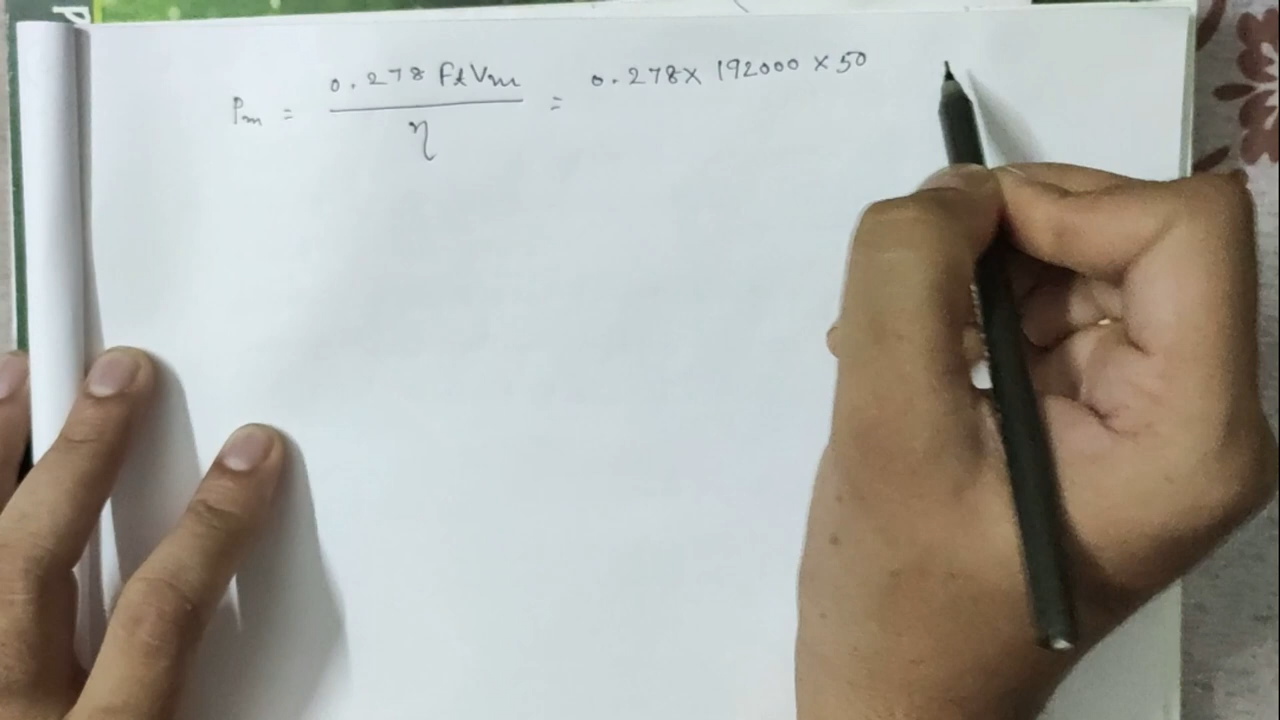 Pm = 0.278 Ft Vm / η = 0.278 × 192000 × 50